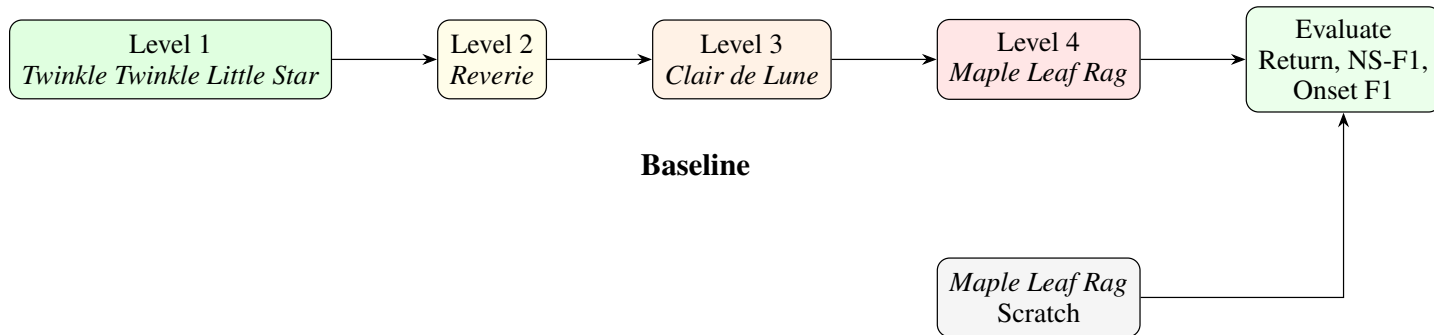 Level 1
Twinkle Twinkle Little Star
Level 2
Reverie
Level 3
Clair de Lune
Level 4
Maple Leaf Rag
Evaluate
Return, NS-F1,
Onset F1
Baseline
Maple Leaf Rag
Scratch